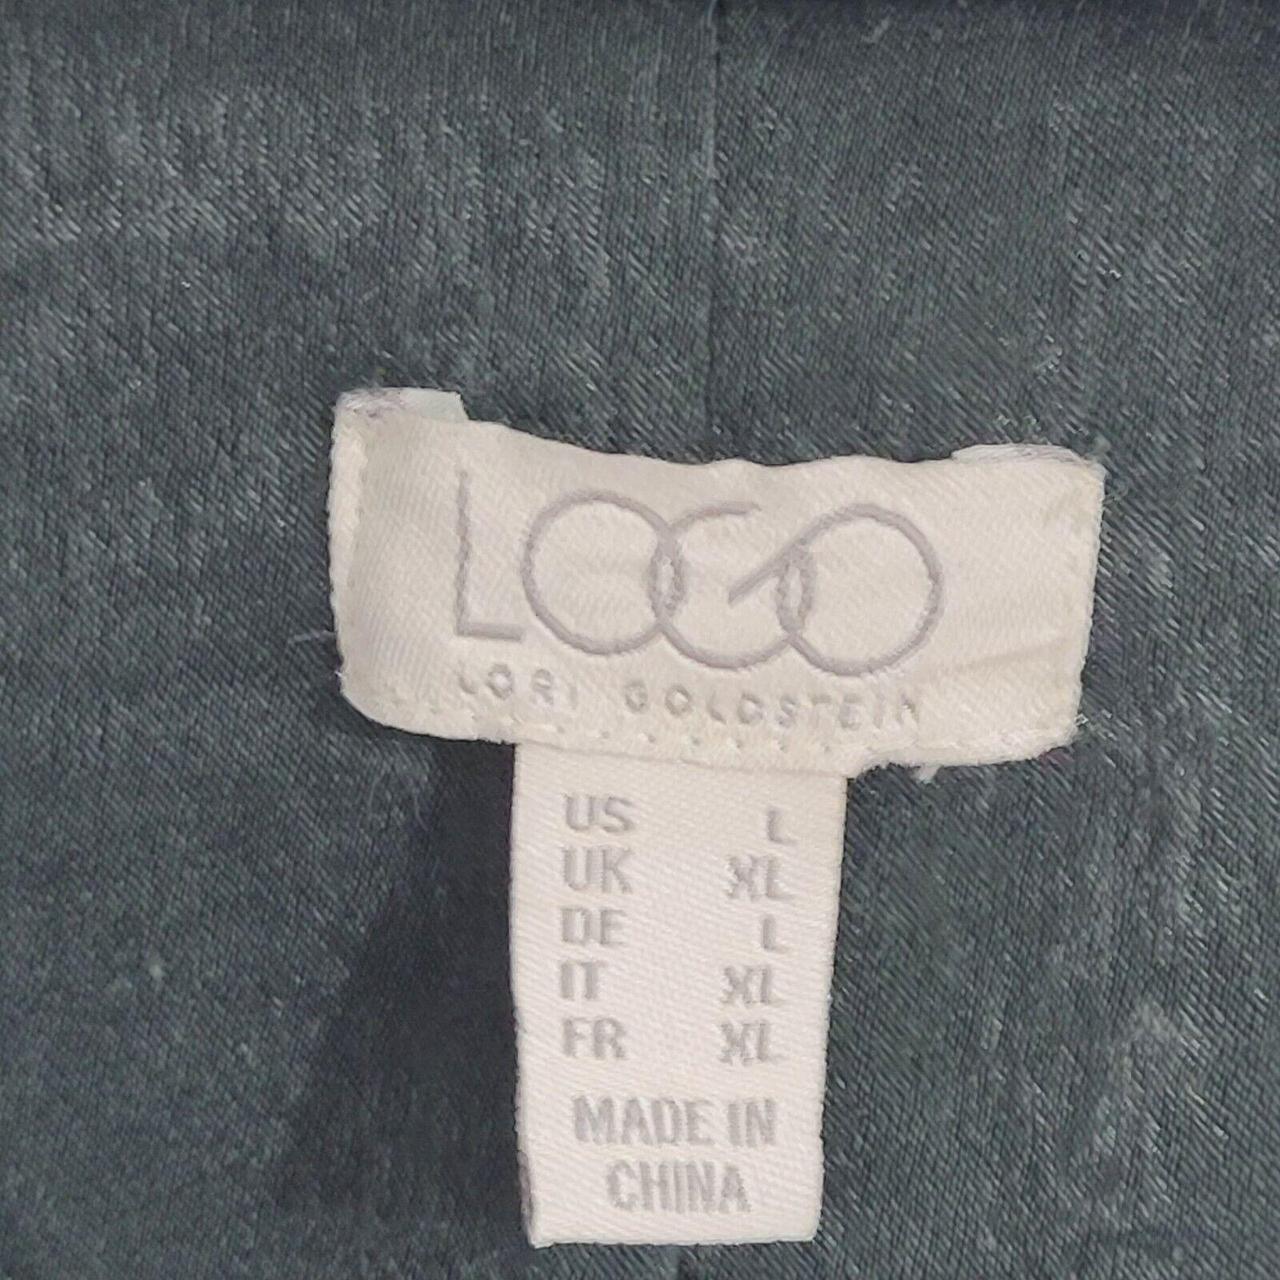 LOGO
LORI GOLDSTEIN
US L
UK XL
DE L
IT XL
FR XL
MADE IN
CHINA